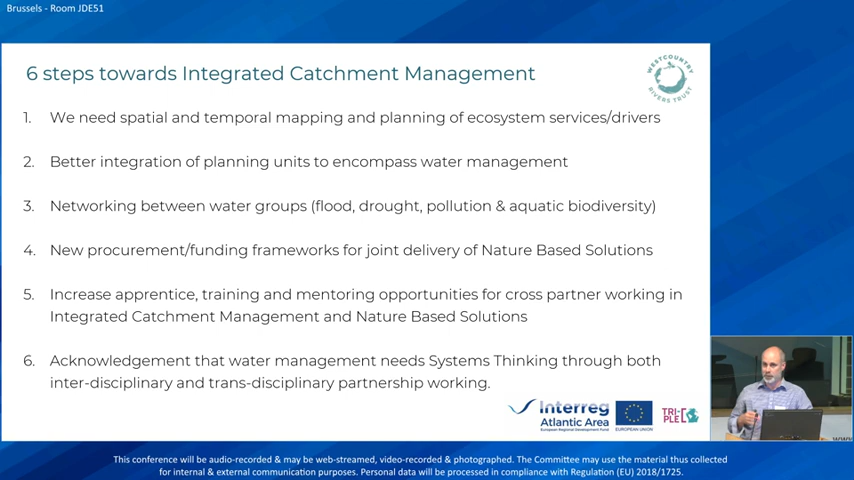 Brussels - Room JDE51
6 steps towards Integrated Catchment Management
WESTCOUNTRY
RIVERS TRUST
1. We need spatial and temporal mapping and planning of ecosystem services/drivers
2. Better integration of planning units to encompass water management
3. Networking between water groups (flood, drought, pollution & aquatic biodiversity)
4. New procurement/funding frameworks for joint delivery of Nature Based Solutions
5. Increase apprentice, training and mentoring opportunities for cross partner working in
Integrated Catchment Management and Nature Based Solutions
6. Acknowledgement that water management needs Systems Thinking through both
inter-disciplinary and trans-disciplinary partnership working.
Interreg
Atlantic Area
European Regional Development Fund
EUROPEAN UNION
TRI-
PLE
www
This conference will be audio-recorded & may be web-streamed, video-recorded & photographed. The Committee may use the material thus collected
for internal & external communication purposes. Personal data will be processed in compliance with Regulation (EU) 2018/1725.